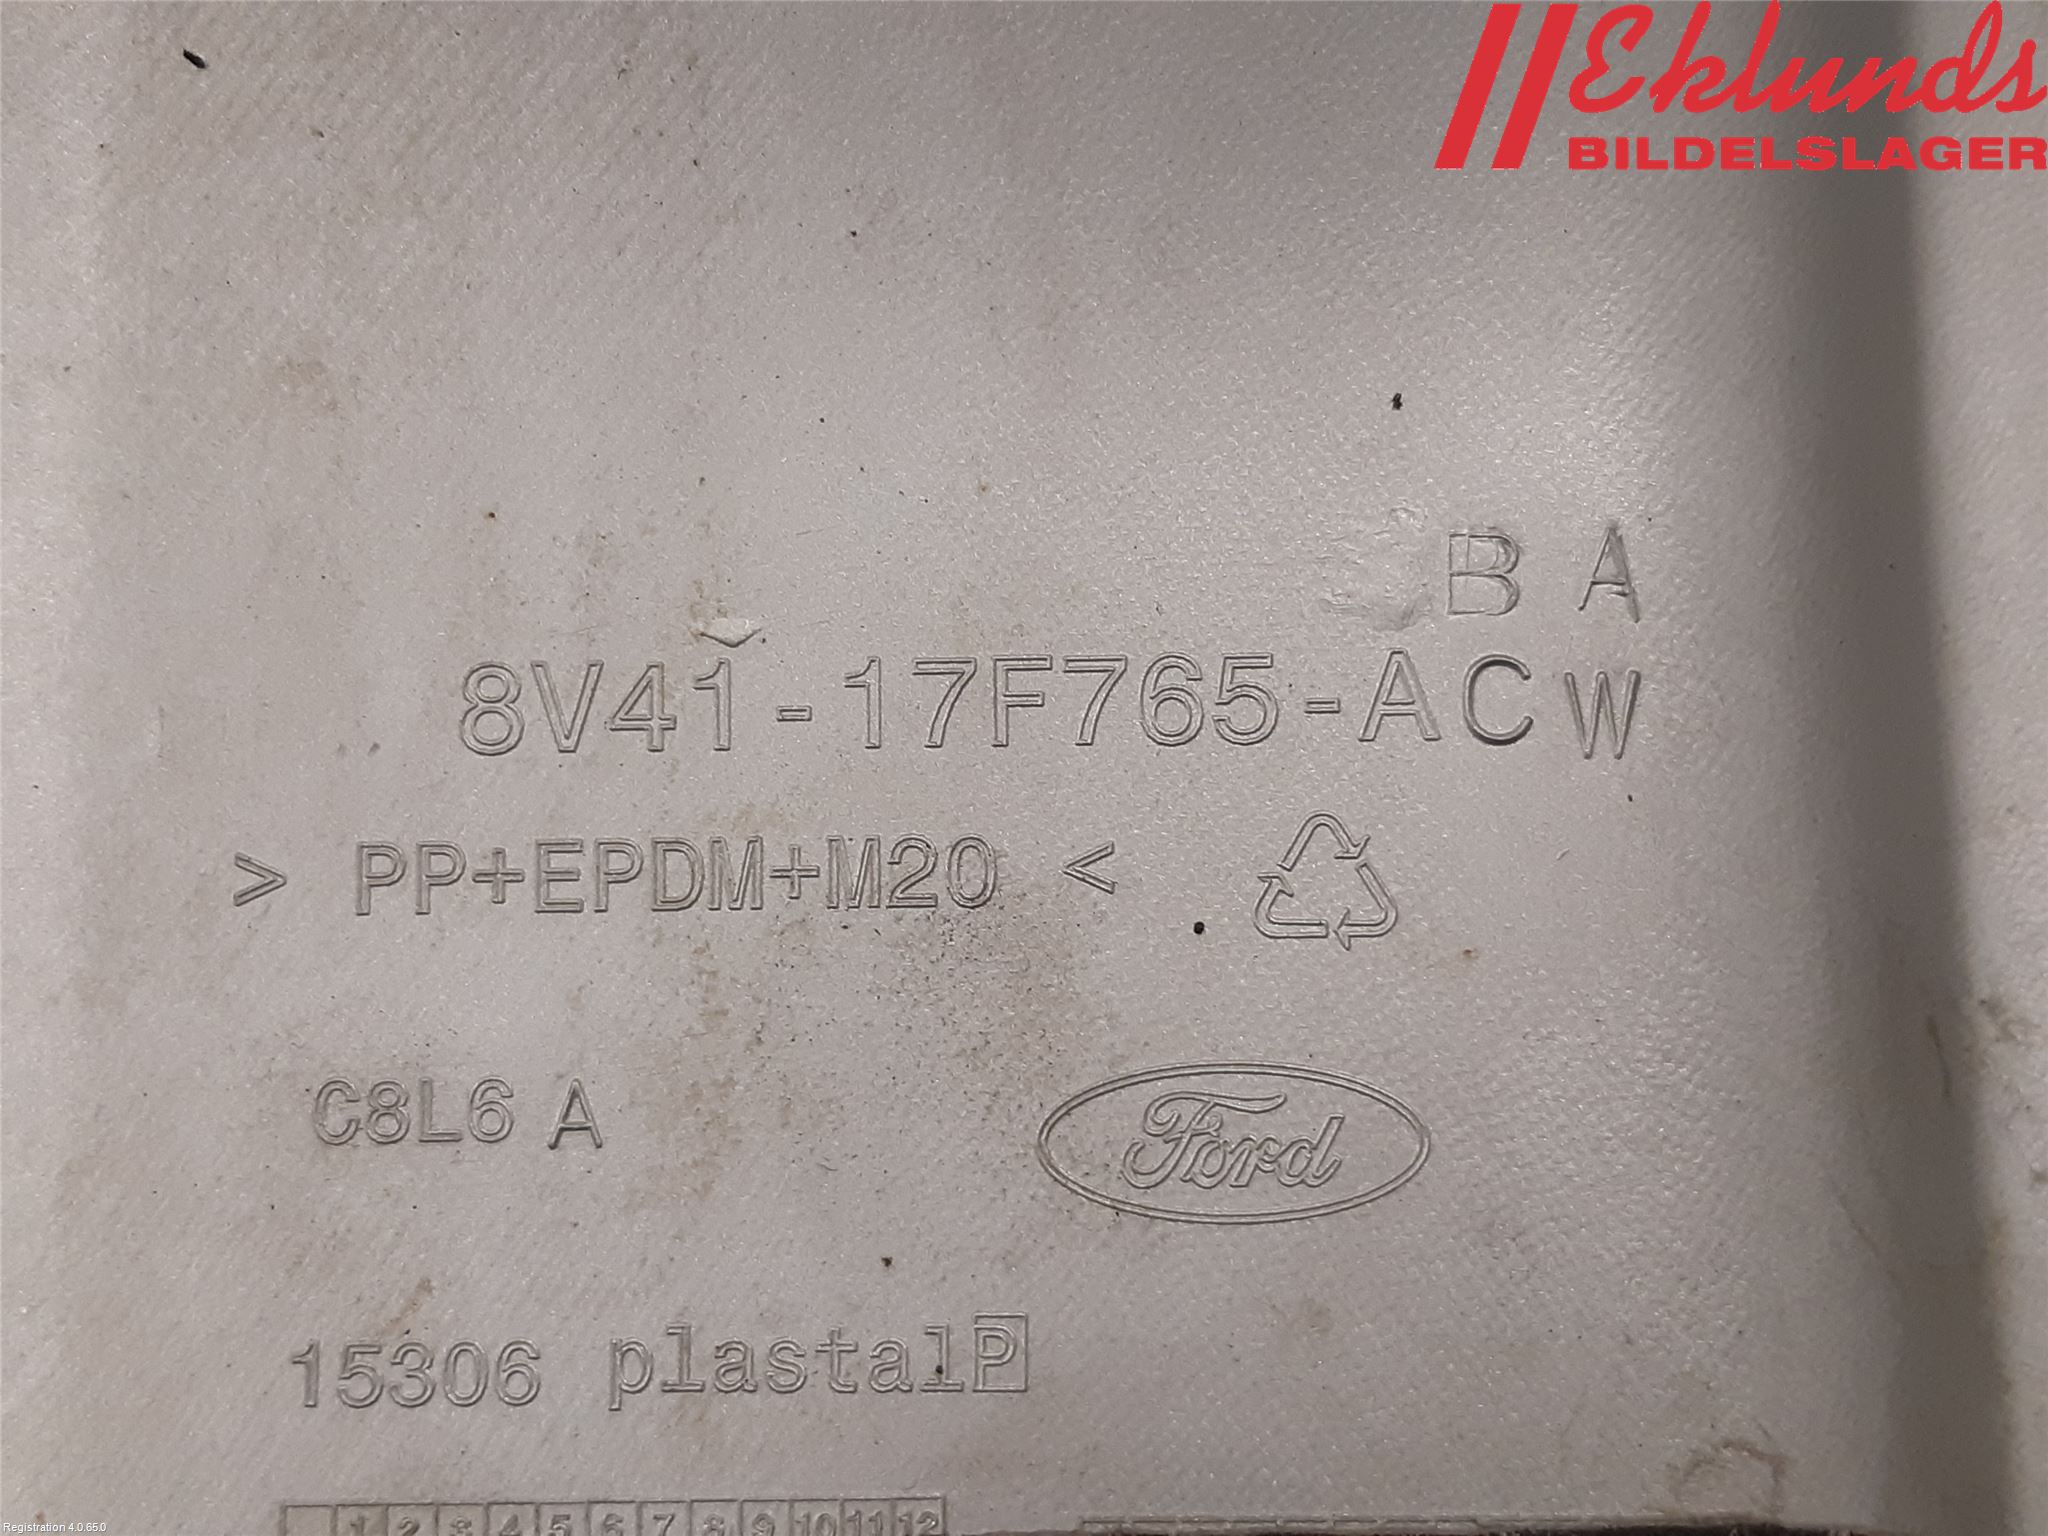 Eklunds
BILDELSLAGER
B A
8V41-17F765-ACW
> PP+EPDM+M20 <
C8L6 A
Ford
15306 plastal P
1 2 3 4 5 6 7 8 9 10 11 12
Registration 4.0.65.0